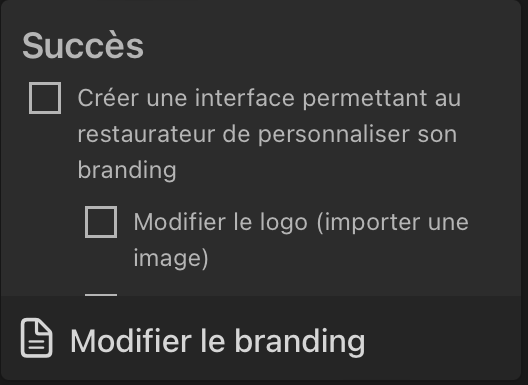 Succès
Créer une interface permettant au
restaurateur de personnaliser son
branding
Modifier le logo (importer une
image)
Modifier le branding